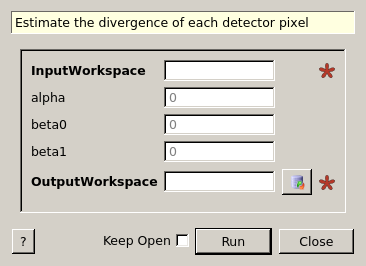 Estimate the divergence of each detector pixel
InputWorkspace
alpha 0
beta0 0
beta1 0
OutputWorkspace
? Keep Open Run Close